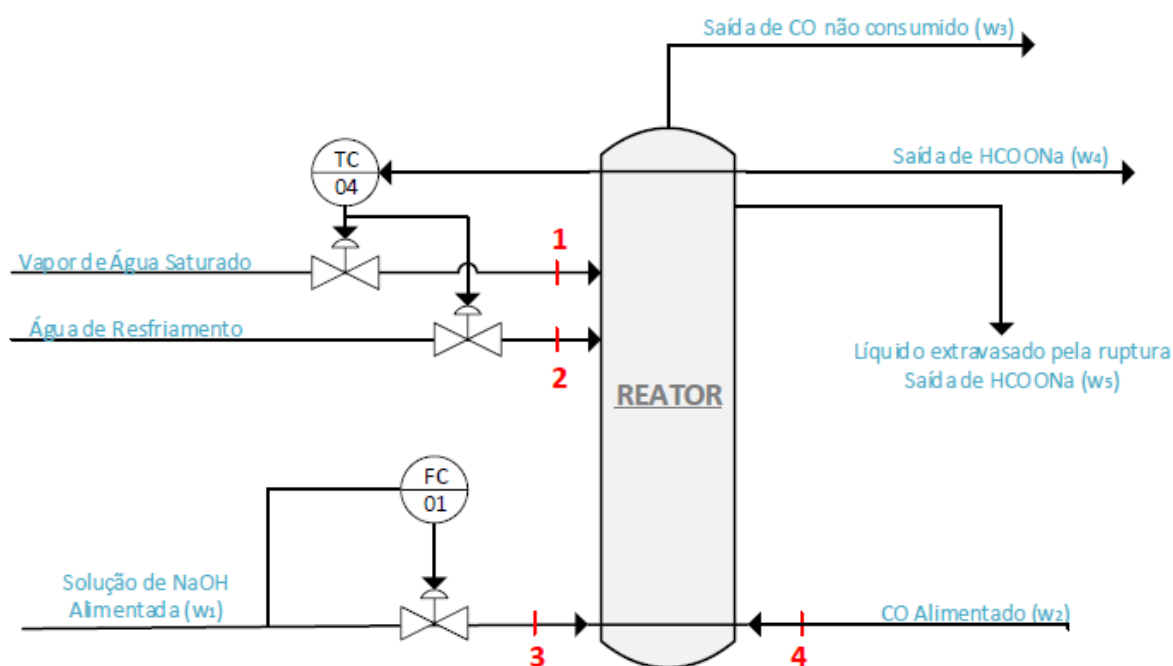 Saída de CO não consumido (w₃)
TC
04
Saída de HCOONa (w₄)
1
Vapor de Água Saturado
Água de Resfriamento
2
Líquido extravasado pela ruptura
Saída de HCOONa (w₅)
REATOR
FC
01
Solução de NaOH
Alimentada (w₁)
CO Alimentado (w₂)
3
4